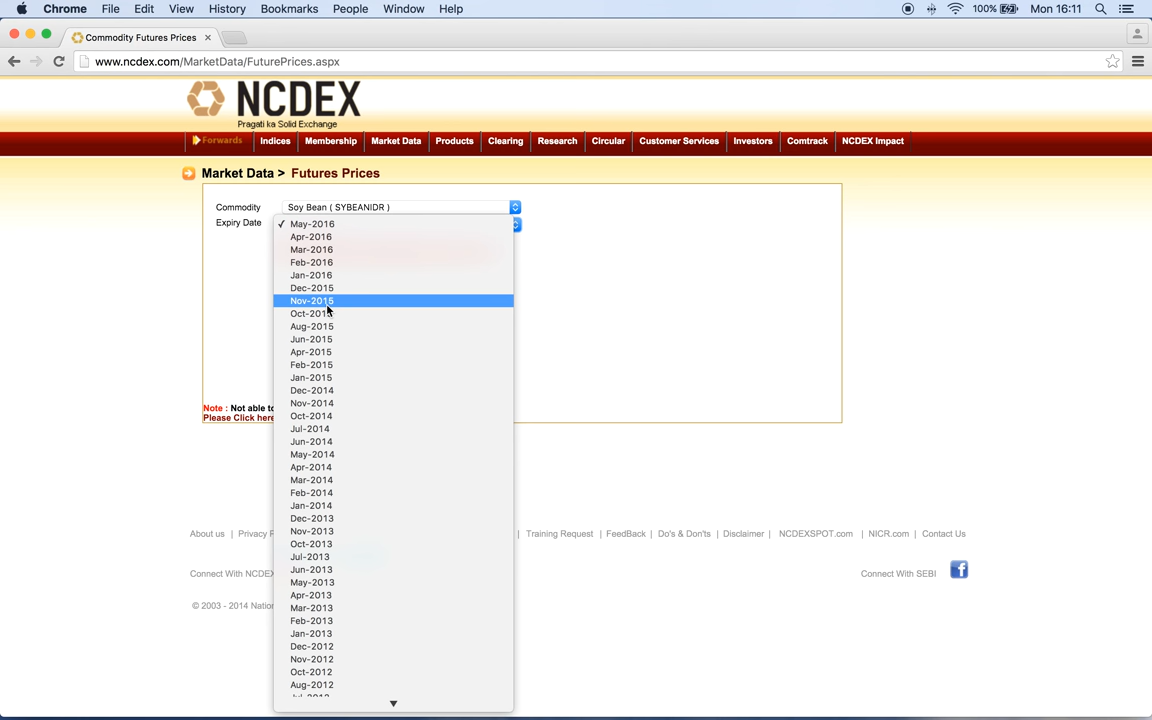 Chrome File Edit View History Bookmarks People Window Help 100% Mon 16:11
Commodity Futures Prices
www.ncdex.com/MarketData/FuturePrices.aspx
NCDEX
Pragati ka Solid Exchange
Forwards Indices Membership Market Data Products Clearing Research Circular Customer Services Investors Comtrack NCDEX Impact
Market Data > Futures Prices
Commodity Soy Bean ( SYBEANIDR )
Expiry Date
✓ May-2016
Apr-2016
Mar-2016
Feb-2016
Jan-2016
Dec-2015
Nov-2015
Oct-2015
Aug-2015
Jun-2015
Apr-2015
Feb-2015
Jan-2015
Dec-2014
Nov-2014
Oct-2014
Jul-2014
Jun-2014
May-2014
Apr-2014
Mar-2014
Feb-2014
Jan-2014
Dec-2013
Nov-2013
Oct-2013
Jul-2013
Jun-2013
May-2013
Apr-2013
Mar-2013
Feb-2013
Jan-2013
Dec-2012
Nov-2012
Oct-2012
Aug-2012
Note : Not able to
Please Click here
About us | Privacy | Training Request | FeedBack | Do's & Don'ts | Disclaimer | NCDEXSPOT.com | NICR.com | Contact Us
Connect With NCDEX Connect With SEBI
© 2003 - 2014